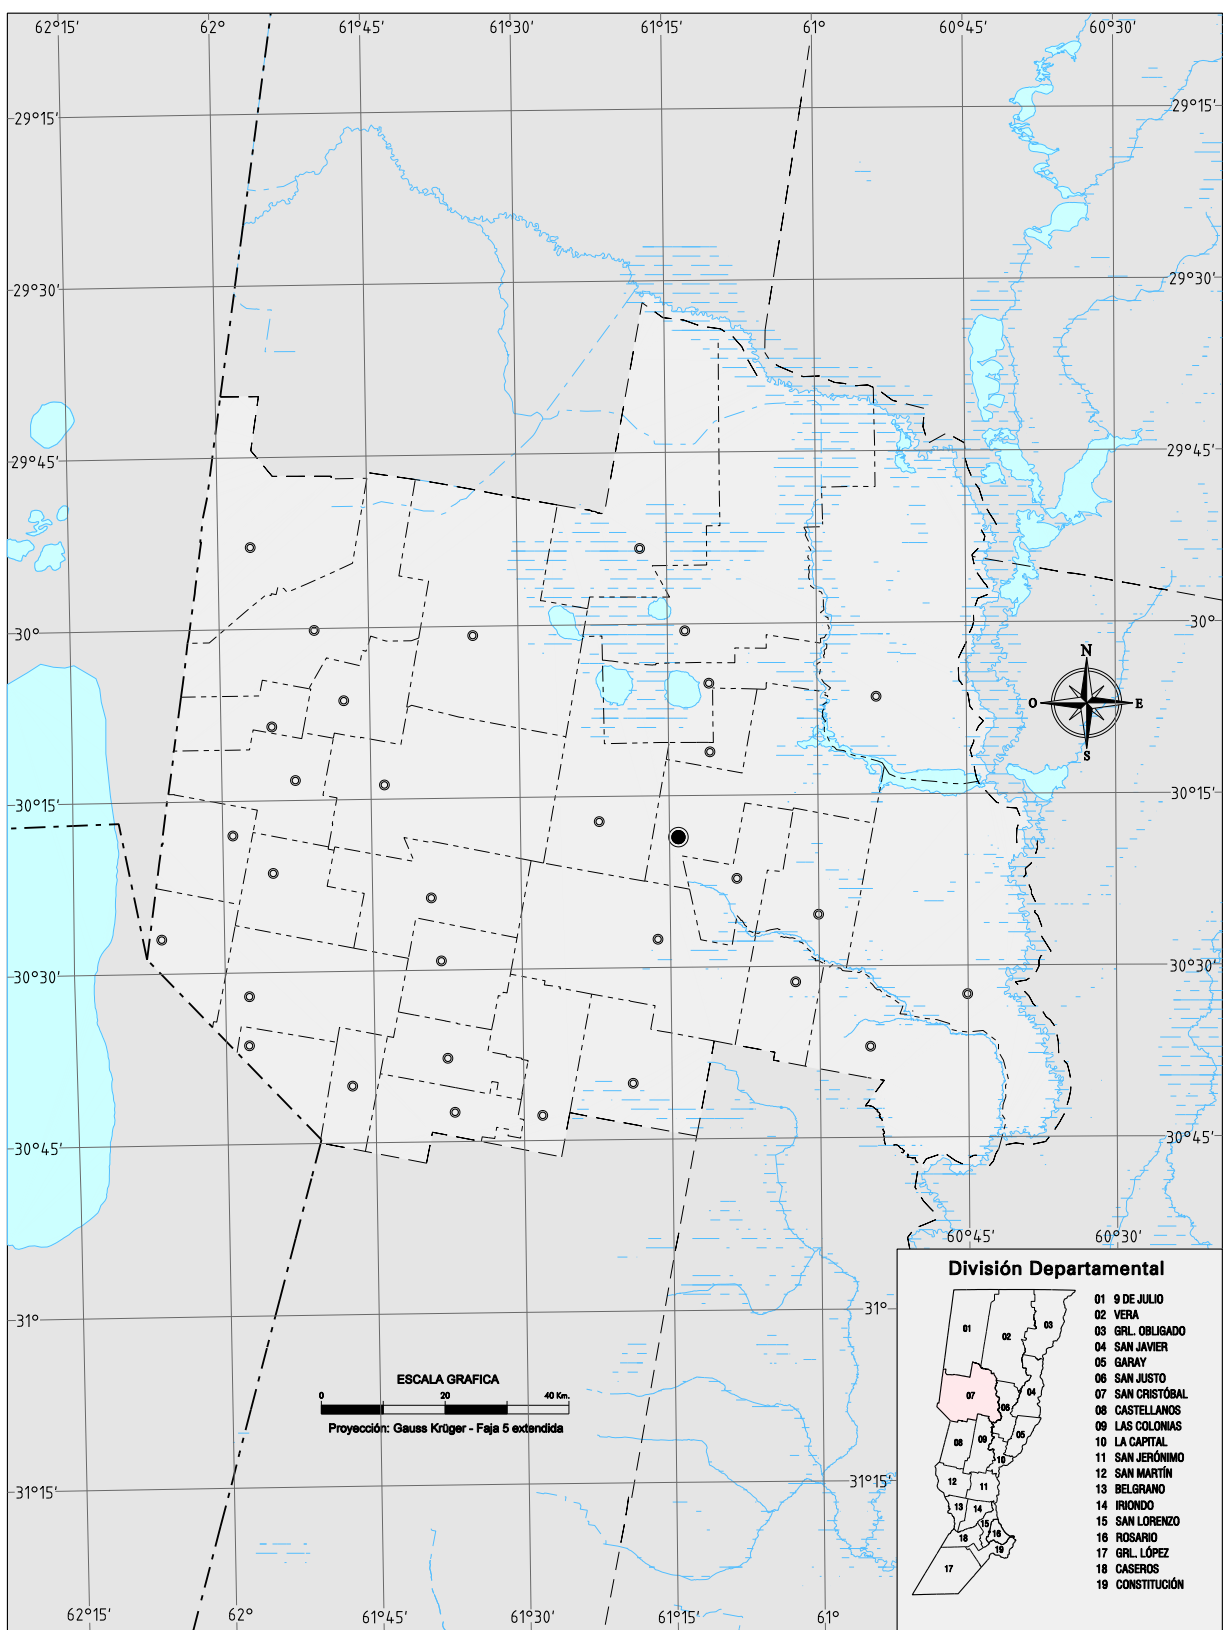 62°15'
62°
61°45'
61°30'
61°15'
61°
60°45'
60°30'
29°15'
29°15'
29°30'
29°30'
29°45'
29°45'
30°
30°
N
O
E
S
30°15'
30°15'
30°30'
30°30'
30°45'
30°45'
60°45'
60°30'
31°
31°
31°15'
31°15'
ESCALA GRAFICA
0 20 40 Km.
Proyección: Gauss Krüger - Faja 5 extendida
62°15'
62°
61°45'
61°30'
61°15'
61°
División Departamental
01 9 DE JULIO
02 VERA
03 GRL. OBLIGADO
04 SAN JAVIER
05 GARAY
06 SAN JUSTO
07 SAN CRISTÓBAL
08 CASTELLANOS
09 LAS COLONIAS
10 LA CAPITAL
11 SAN JERÓNIMO
12 SAN MARTÍN
13 BELGRANO
14 IRIONDO
15 SAN LORENZO
16 ROSARIO
17 GRL. LÓPEZ
18 CASEROS
19 CONSTITUCIÓN
01
02
03
04
07
06
05
08
09
10
12
11
13
14
15
16
18
19
17